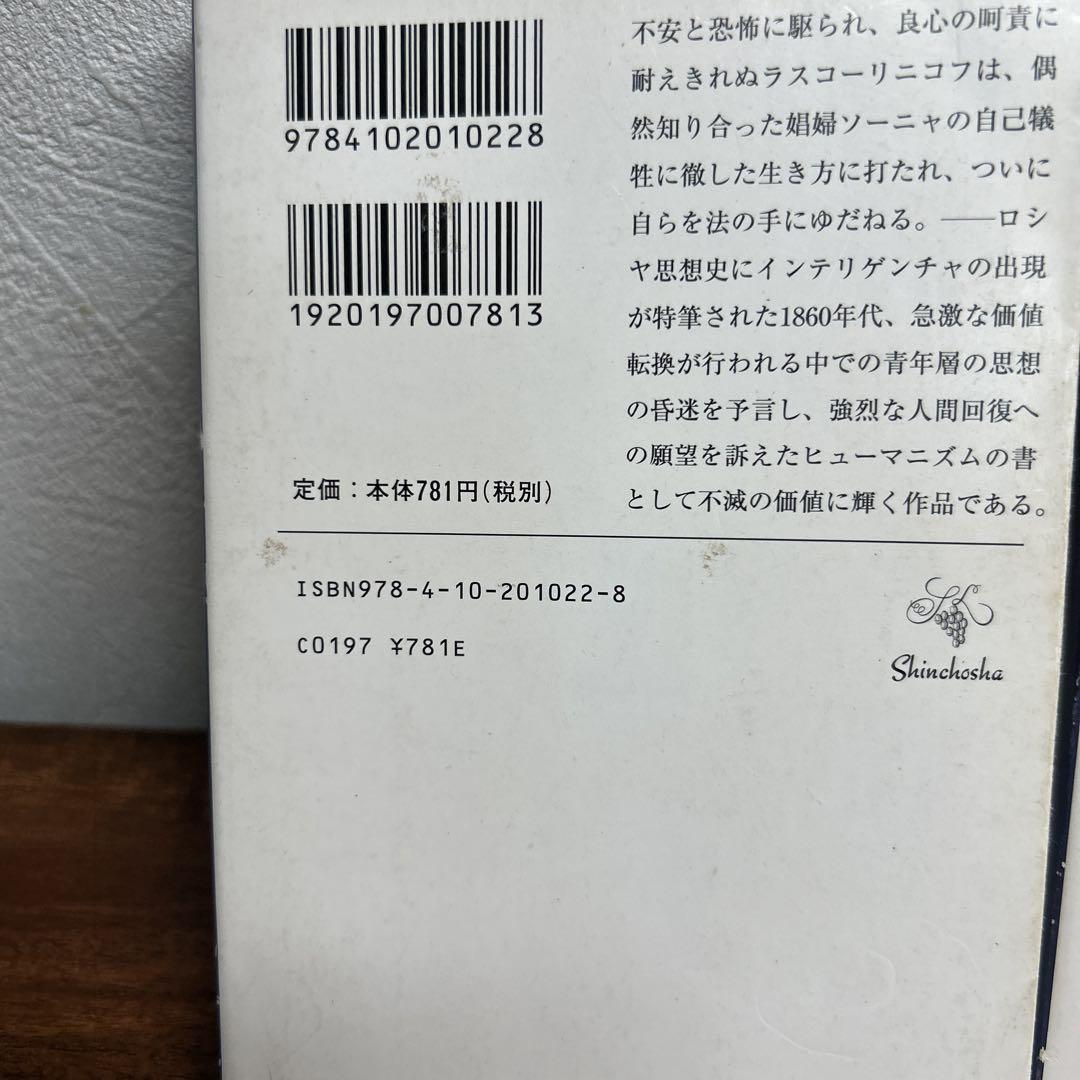 9784102010228
1920197007813
定価：本体781円(税別)
不安と恐怖に駆られ、良心の呵責に
耐えきれぬラスコーリニコフは、偶
然知り合った娼婦ソーニャの自己犠
牲に徹した生き方に打たれ、ついに
自らを法の手にゆだねる。――ロシ
ヤ思想史にインテリゲンチャの出現
が特筆された1860年代、急激な価値
転換が行われる中での青年層の思想
の昏迷を予言し、強烈な人間回復へ
の願望を訴えたヒューマニズムの書
として不滅の価値に輝く作品である。
ISBN978-4-10-201022-8
C0197 ¥781E
Shinchosha